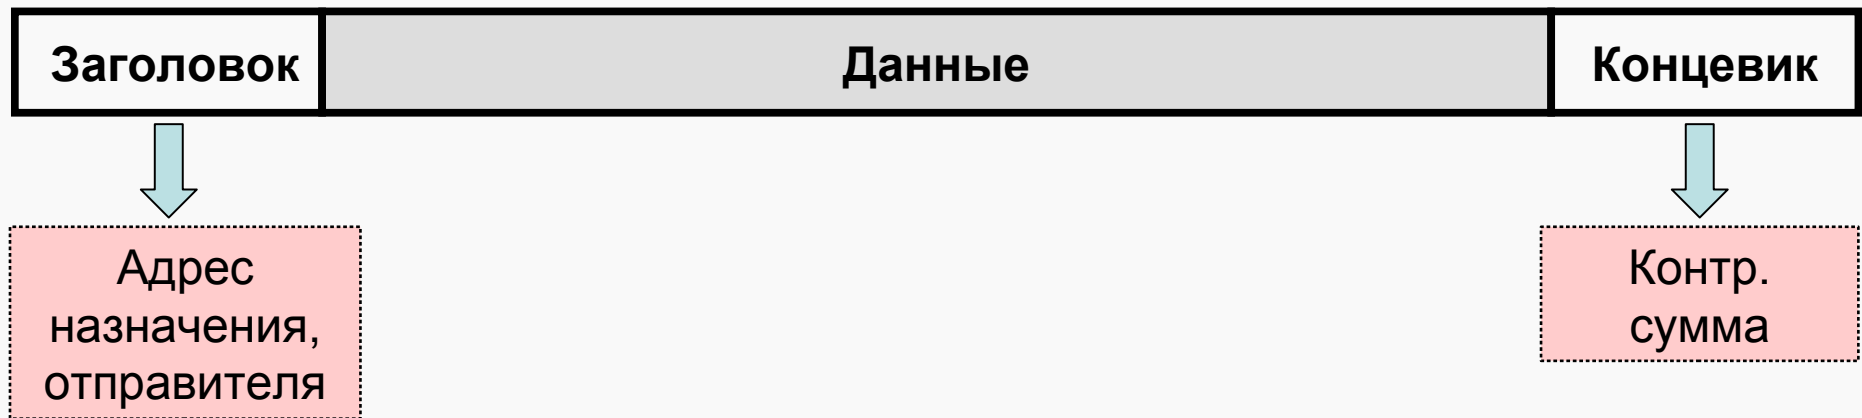 Заголовок Данные Концевик
Адрес
назначения,
отправителя
Контр.
сумма